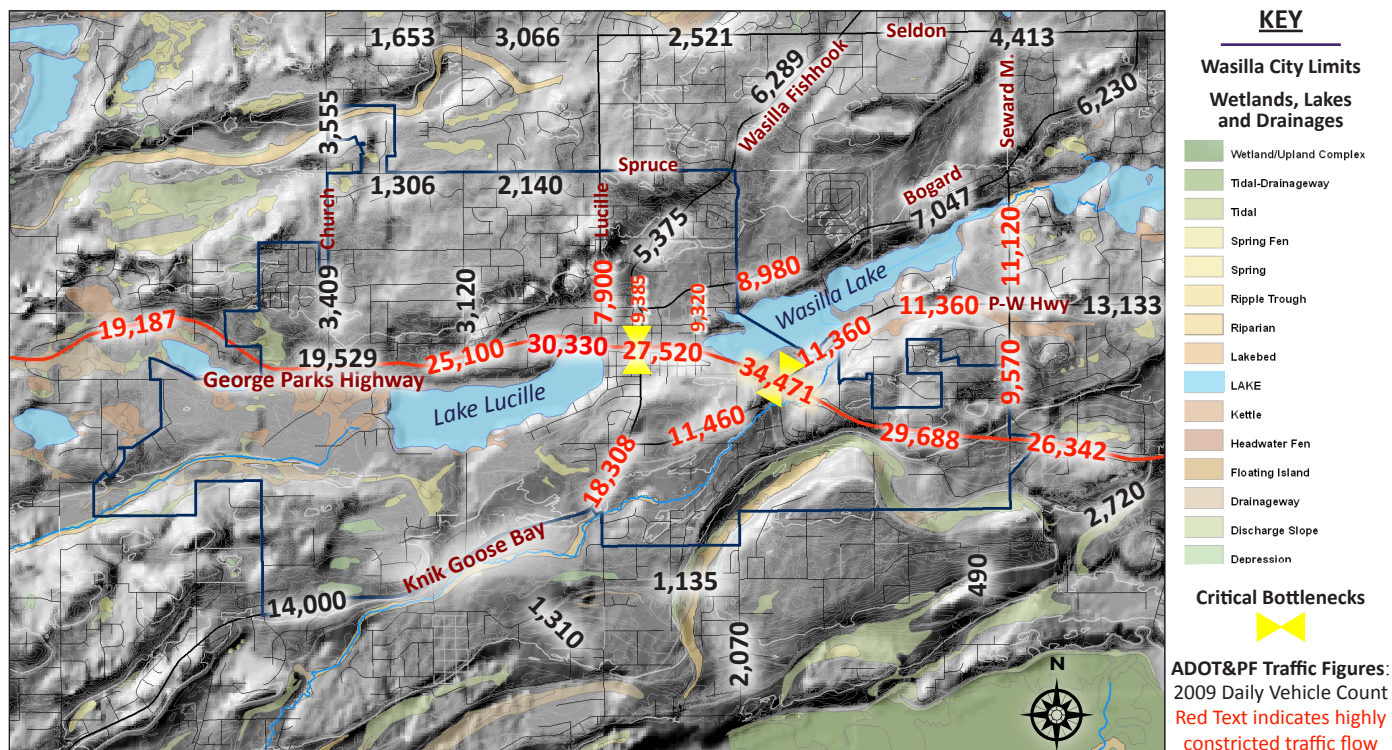 1,653
3,066
2,521
Seldon
4,413
6,289
Wasilla Fishhook
Seward M.
6,230
3,555
Spruce
1,306
2,140
Church
Lucille
Bogard
7,047
5,375
11,120
3,409
3,120
7,900
9,385
9,320
8,980
Wasilla Lake
11,360
P-W Hwy
13,133
19,187
19,529
25,100
30,330
27,520
11,360
34,471
9,570
George Parks Highway
Lake Lucille
11,460
29,688
26,342
18,308
2,720
Knik Goose Bay
14,000
1,135
1,310
2,070
490
N
KEY
Wasilla City Limits
Wetlands, Lakes
and Drainages
Wetland/Upland Complex
Tidal-Drainageway
Tidal
Spring Fen
Spring
Ripple Trough
Riparian
Lakebed
LAKE
Kettle
Headwater Fen
Floating Island
Drainageway
Discharge Slope
Depression
Critical Bottlenecks
ADOT&PF Traffic Figures:
2009 Daily Vehicle Count
Red Text indicates highly
constricted traffic flow